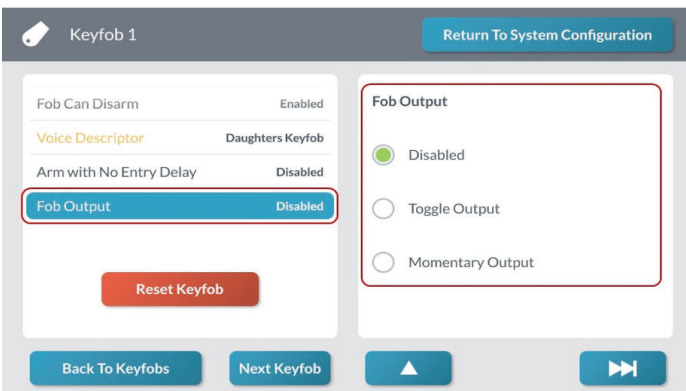 Keyfob 1
Return To System Configuration
Fob Can Disarm Enabled
Voice Descriptor Daughters Keyfob
Arm with No Entry Delay Disabled
Fob Output Disabled
Reset Keyfob
Fob Output
Disabled
Toggle Output
Momentary Output
Back To Keyfobs
Next Keyfob